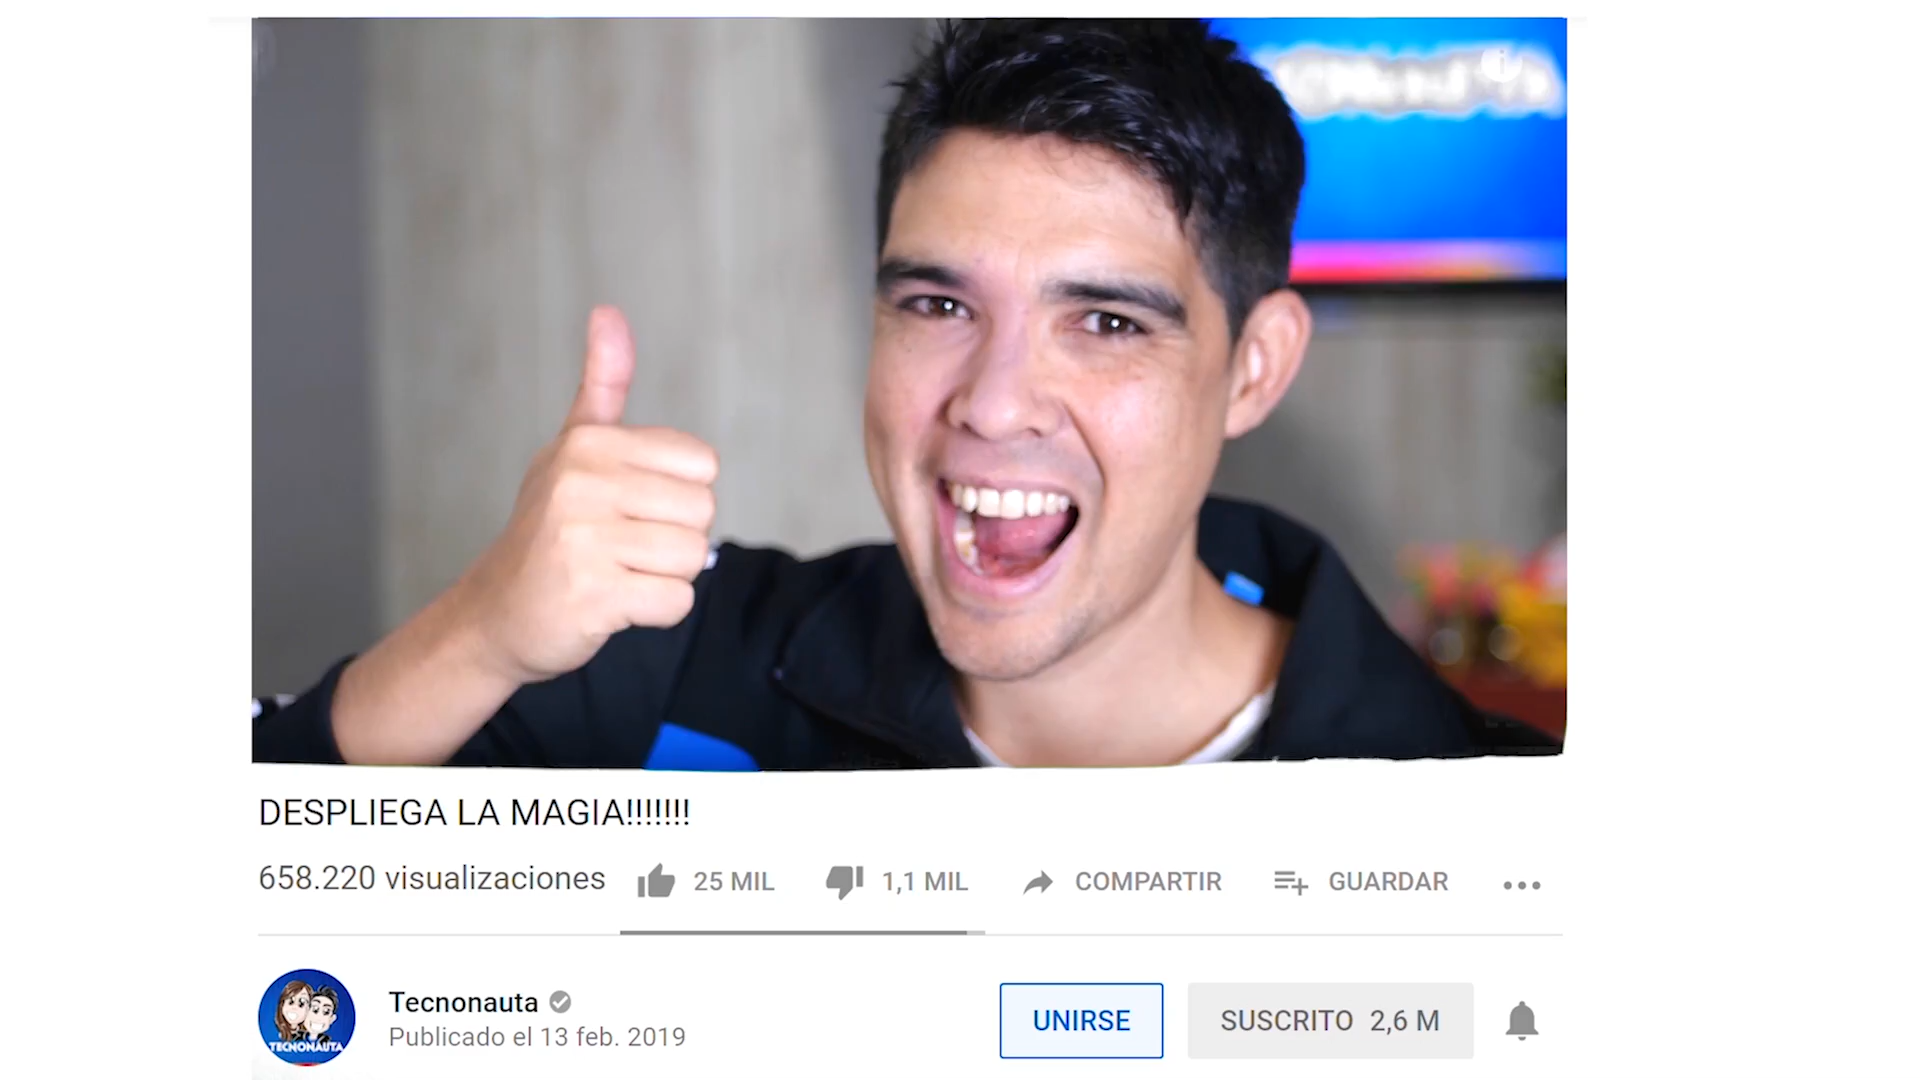 DESPLIEGA LA MAGIA!!!!!!!
658.220 visualizaciones 25 MIL 1,1 MIL COMPARTIR GUARDAR
Tecnonauta
Publicado el 13 feb. 2019
UNIRSE SUSCRITO 2,6 M
TECNONAUTA